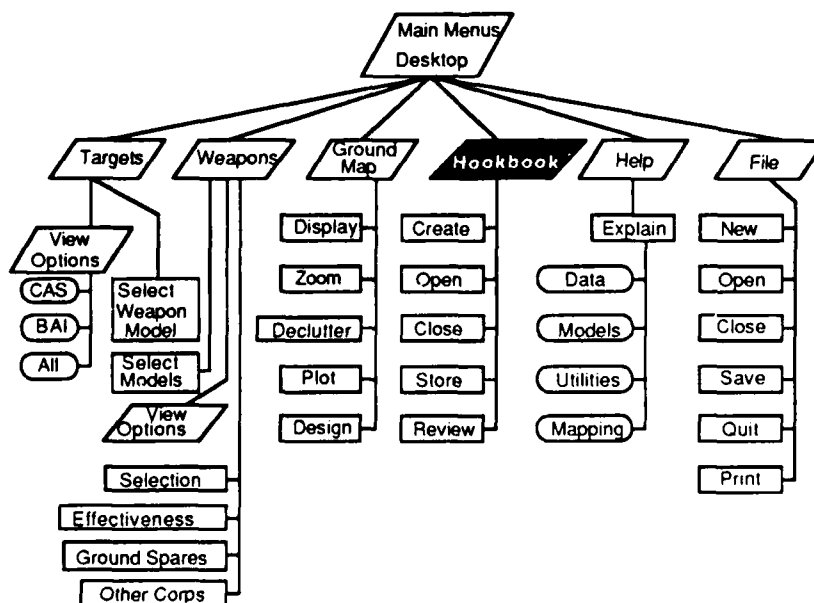 Main Menus
Desktop
Targets
Weapons
Ground
Map
Hookbook
Help
File
View
Options
CAS
BAI
All
Select
Weapon
Model
Select
Models
View
Options
Selection
Effectiveness
Ground Spares
Other Corps
Display
Zoom
Declutter
Plot
Design
Create
Open
Close
Store
Review
Explain
Data
Models
Utilities
Mapping
New
Open
Close
Save
Quit
Print